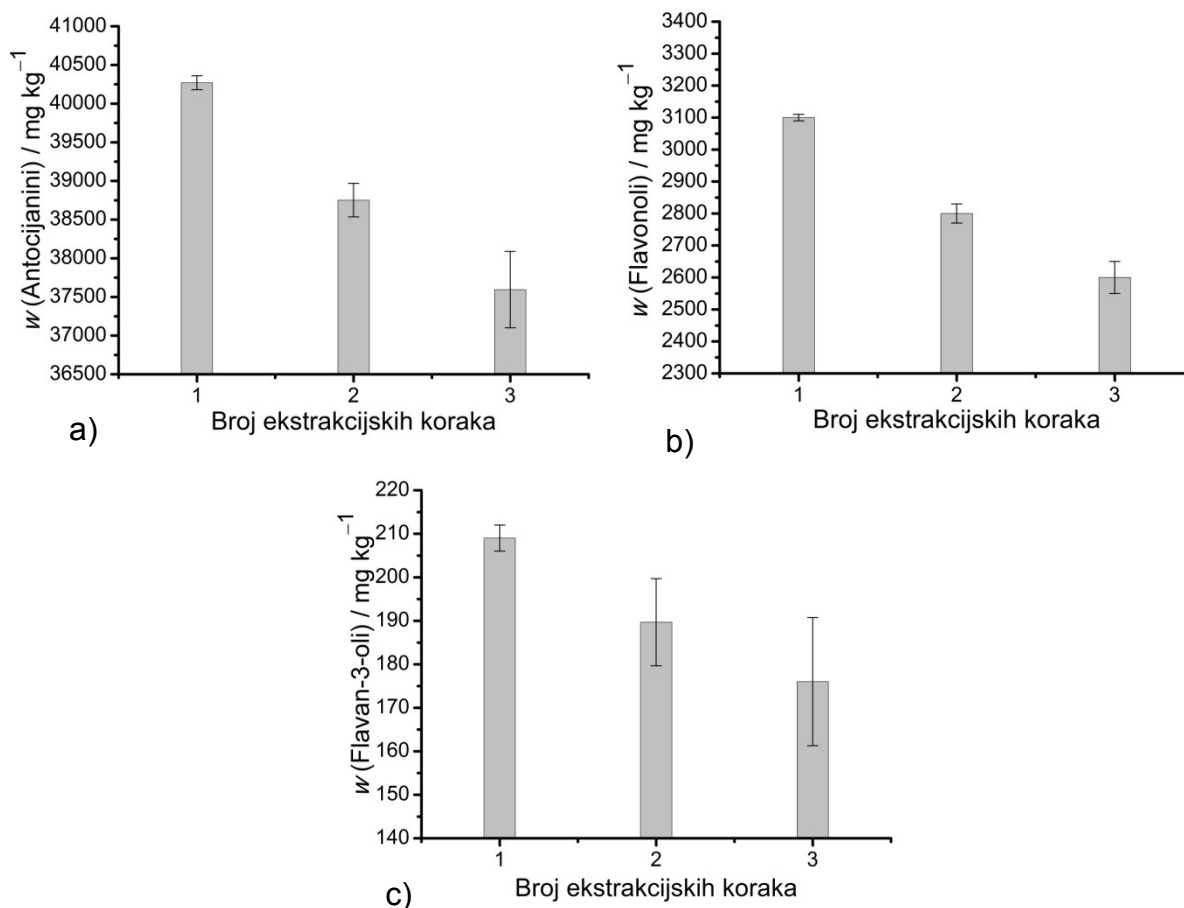 w (Antocijanini) / mg kg⁻¹
41000
40500
40000
39500
39000
38500
38000
37500
37000
36500
1 2 3
Broj ekstrakcijskih koraka
a)
w (Flavonoli) / mg kg⁻¹
3400
3300
3200
3100
3000
2900
2800
2700
2600
2500
2400
2300
1 2 3
Broj ekstrakcijskih koraka
b)
w (Flavan-3-oli) / mg kg⁻¹
220
210
200
190
180
170
160
150
140
1 2 3
Broj ekstrakcijskih koraka
c)